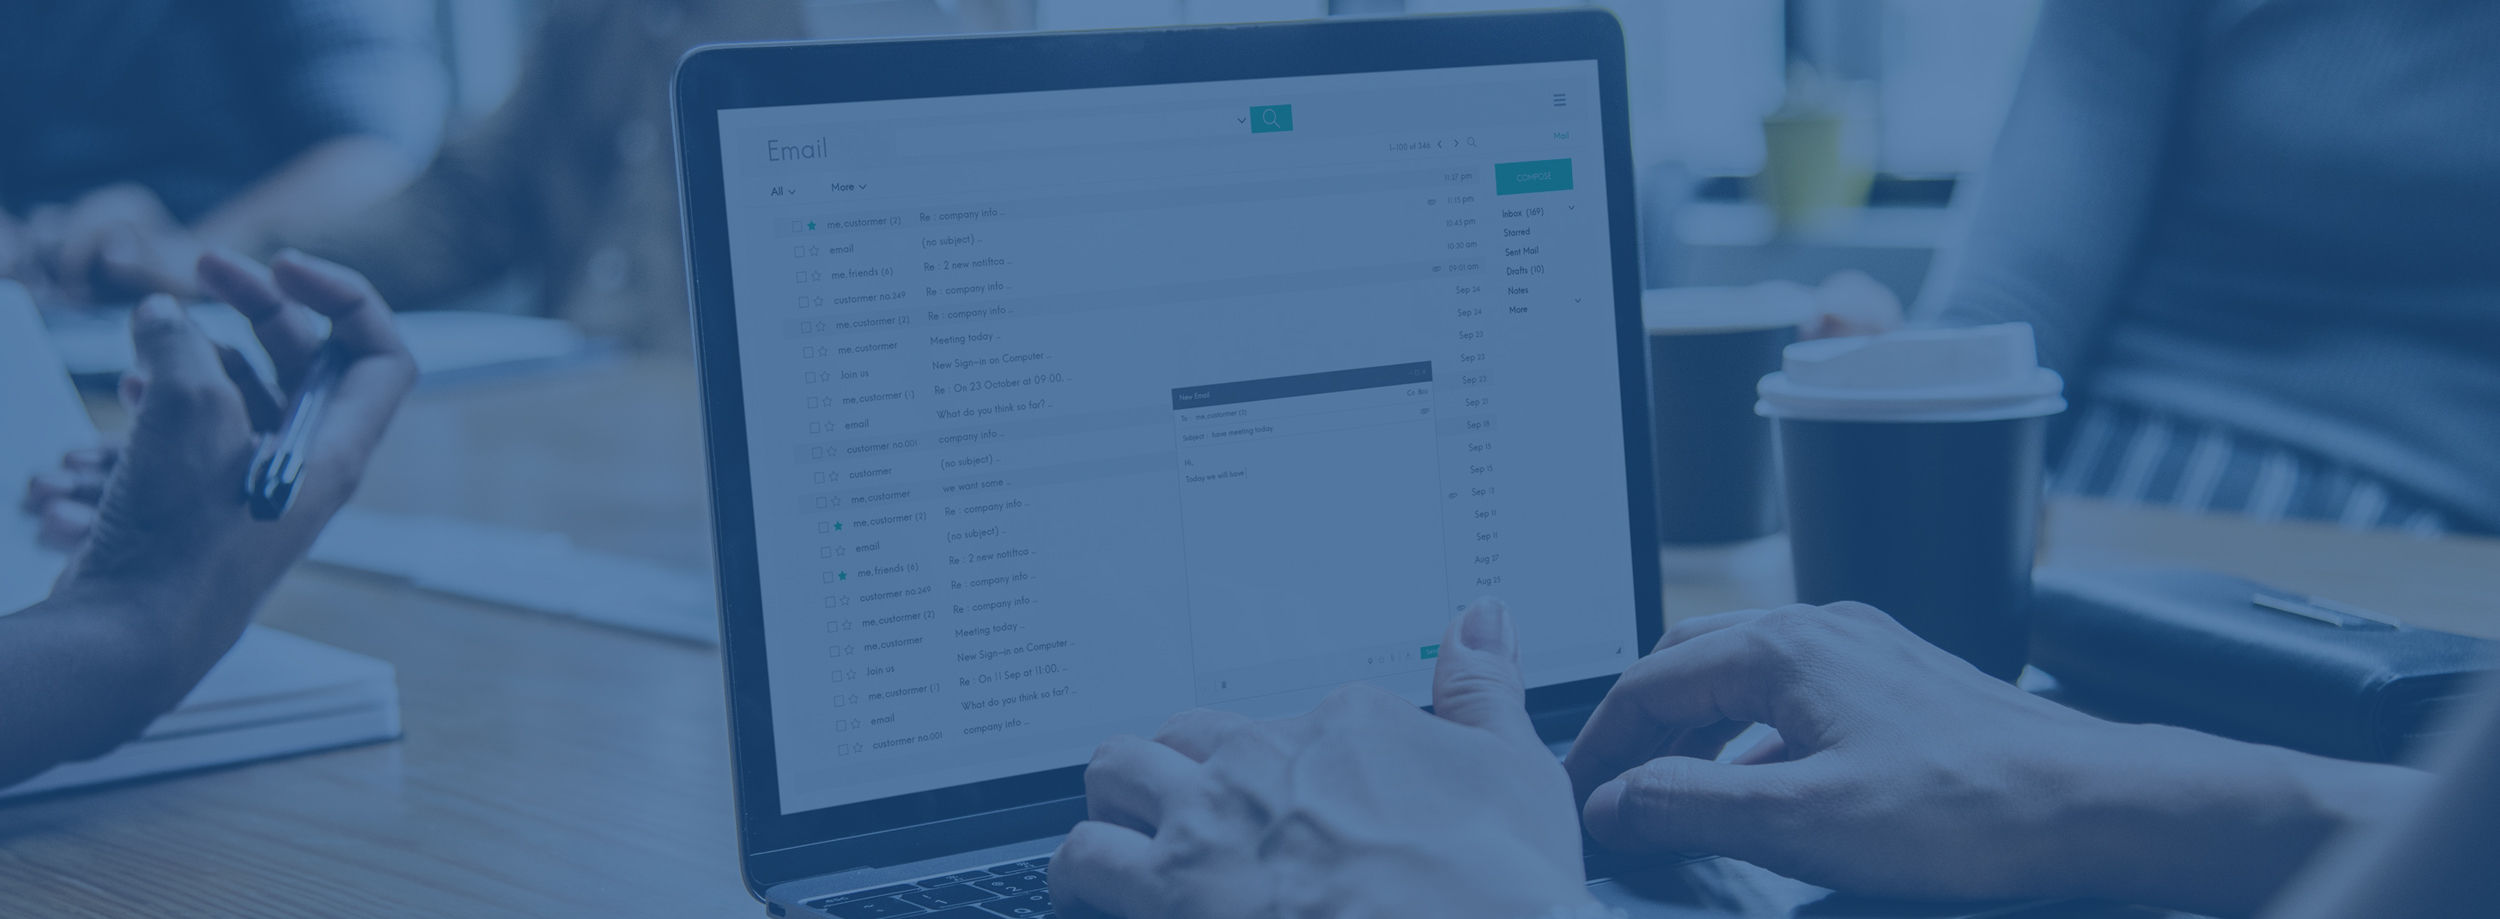 Email
All
More
1-100 of 346
Mail
COMPOSE
Inbox (169)
Starred
Sent Mail
Drafts (10)
Notes
More
me,custormer (2) Re : company info ... 11:27 pm
email (no subject) ... 11:15 pm
me.friends (6) Re : 2 new notiftca ... 10:45 pm
custormer no.249 Re : company info ... 10:30 am
me,custormer (2) Re : company info ... 09:01 am
me,custormer Meeting today ... Sep 24
Join us New Sign-in on Computer ... Sep 24
me,custormer Re : On 23 October at 09:00, ... Sep 23
email What do you think so far? ... Sep 23
custormer no.001 company info ... Sep 23
custormer (no subject) ... Sep 21
me,custormer we want some ... Sep 18
me,custormer (2) Re : company info ... Sep 15
email (no subject) ... Sep 15
me,friends (6) Re : 2 new notiftca ...
custormer no.249 Re : company info ... Sep 11
me,custormer (2) Re : company info ... Sep 11
me,custormer Meeting today ... Aug 27
Join us New Sign-in on Computer ... Aug 25
me,custormer Re : On 11 Sep at 11:00, ...
email What do you think so far? ...
custormer no.001 company info ...
New Email
To : me,custormer (2)
Subject : have meeting today
Hi,
Today we will have
esc
1
2